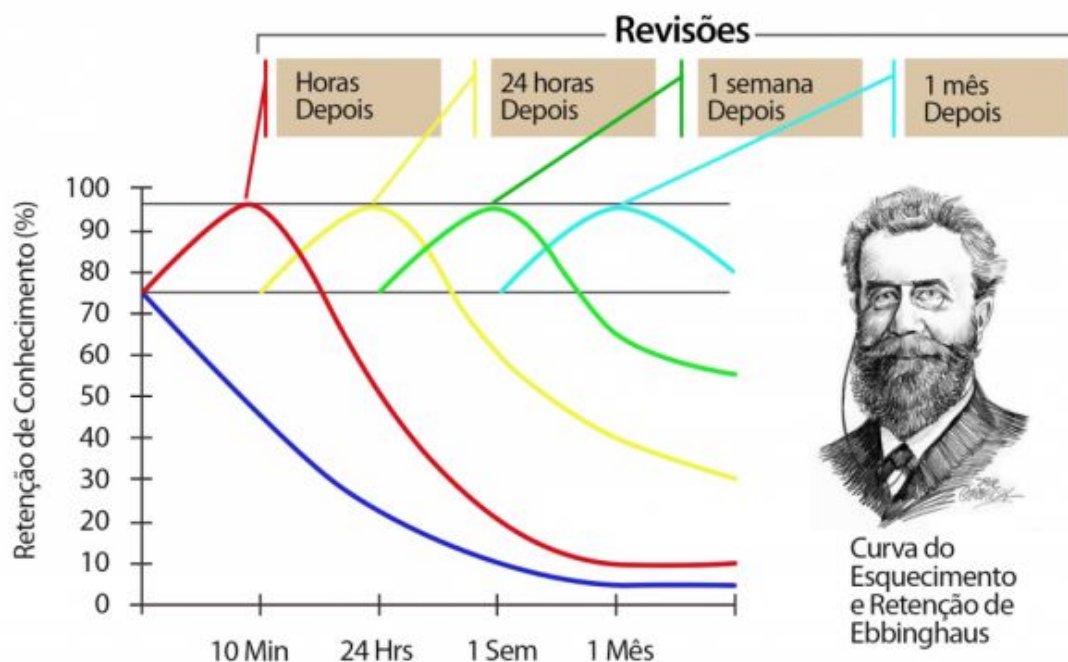 Revisões
Horas
Depois
24 horas
Depois
1 semana
Depois
1 mês
Depois
Retenção de Conhecimento (%)
100
90
80
70
60
50
40
30
20
10
0
10 Min
24 Hrs
1 Sem
1 Mês
Curva do
Esquecimento
e Retenção de
Ebbinghaus